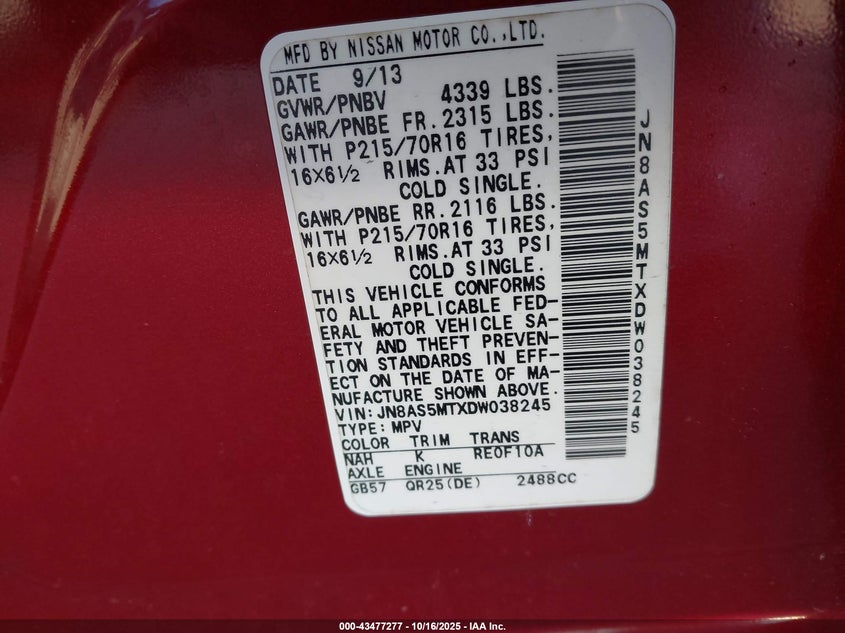 MFD BY NISSAN MOTOR CO.,LTD.
DATE 9/13
GVWR/PNBV 4339 LBS.
GAWR/PNBE FR. 2315 LBS.
WITH P215/70R16 TIRES,
16X6½ RIMS.AT 33 PSI
COLD SINGLE.
GAWR/PNBE RR. 2116 LBS.
WITH P215/70R16 TIRES,
16X6½ RIMS.AT 33 PSI
COLD SINGLE.
THIS VEHICLE CONFORMS
TO ALL APPLICABLE FED-
ERAL MOTOR VEHICLE SA-
FETY AND THEFT PREVEN-
TION STANDARDS IN EFF-
ECT ON THE DATE OF MA-
NUFACTURE SHOWN ABOVE.
VIN: JN8AS5MTXDW038245
TYPE: MPV
COLOR TRIM TRANS
NAH K RE0F10A
AXLE ENGINE
GB57 QR25(DE) 2488CC
JN8AS5MTXDW038245
000-43477277 - 10/16/2025 - IAA Inc.